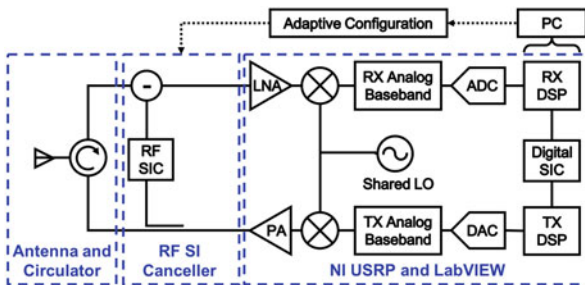 Adaptive Configuration
PC
-
LNA
RX Analog
Baseband
ADC
RX
DSP
RF
SIC
Shared LO
Digital
SIC
PA
TX Analog
Baseband
DAC
TX
DSP
Antenna and
Circulator
RF SI
Canceller
NI USRP and LabVIEW